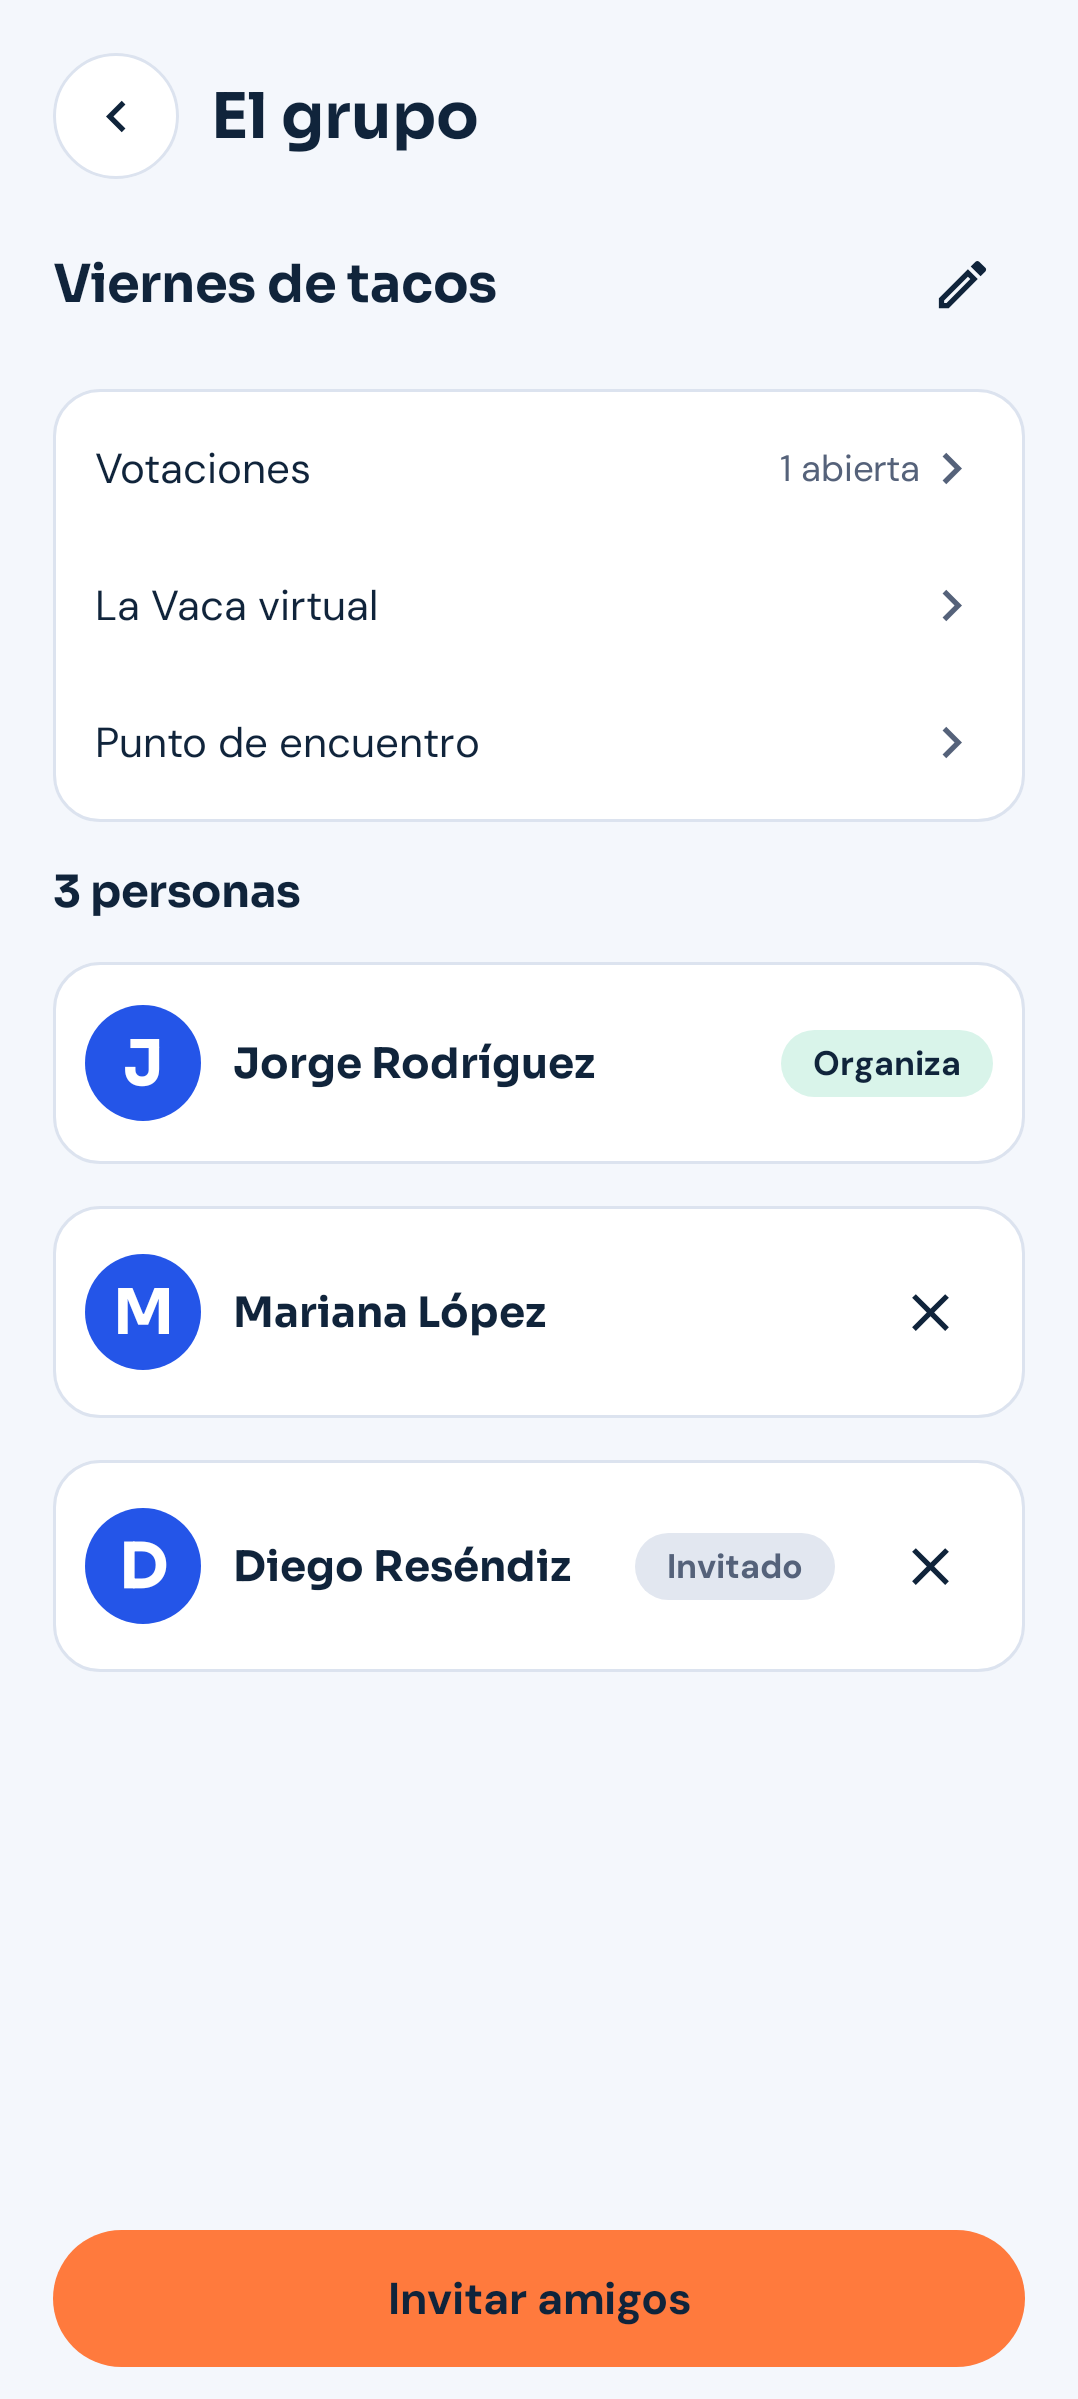 El grupo
Viernes de tacos
Votaciones 1 abierta
La Vaca virtual
Punto de encuentro
3 personas
J Jorge Rodríguez Organiza
M Mariana López
D Diego Reséndiz Invitado
Invitar amigos